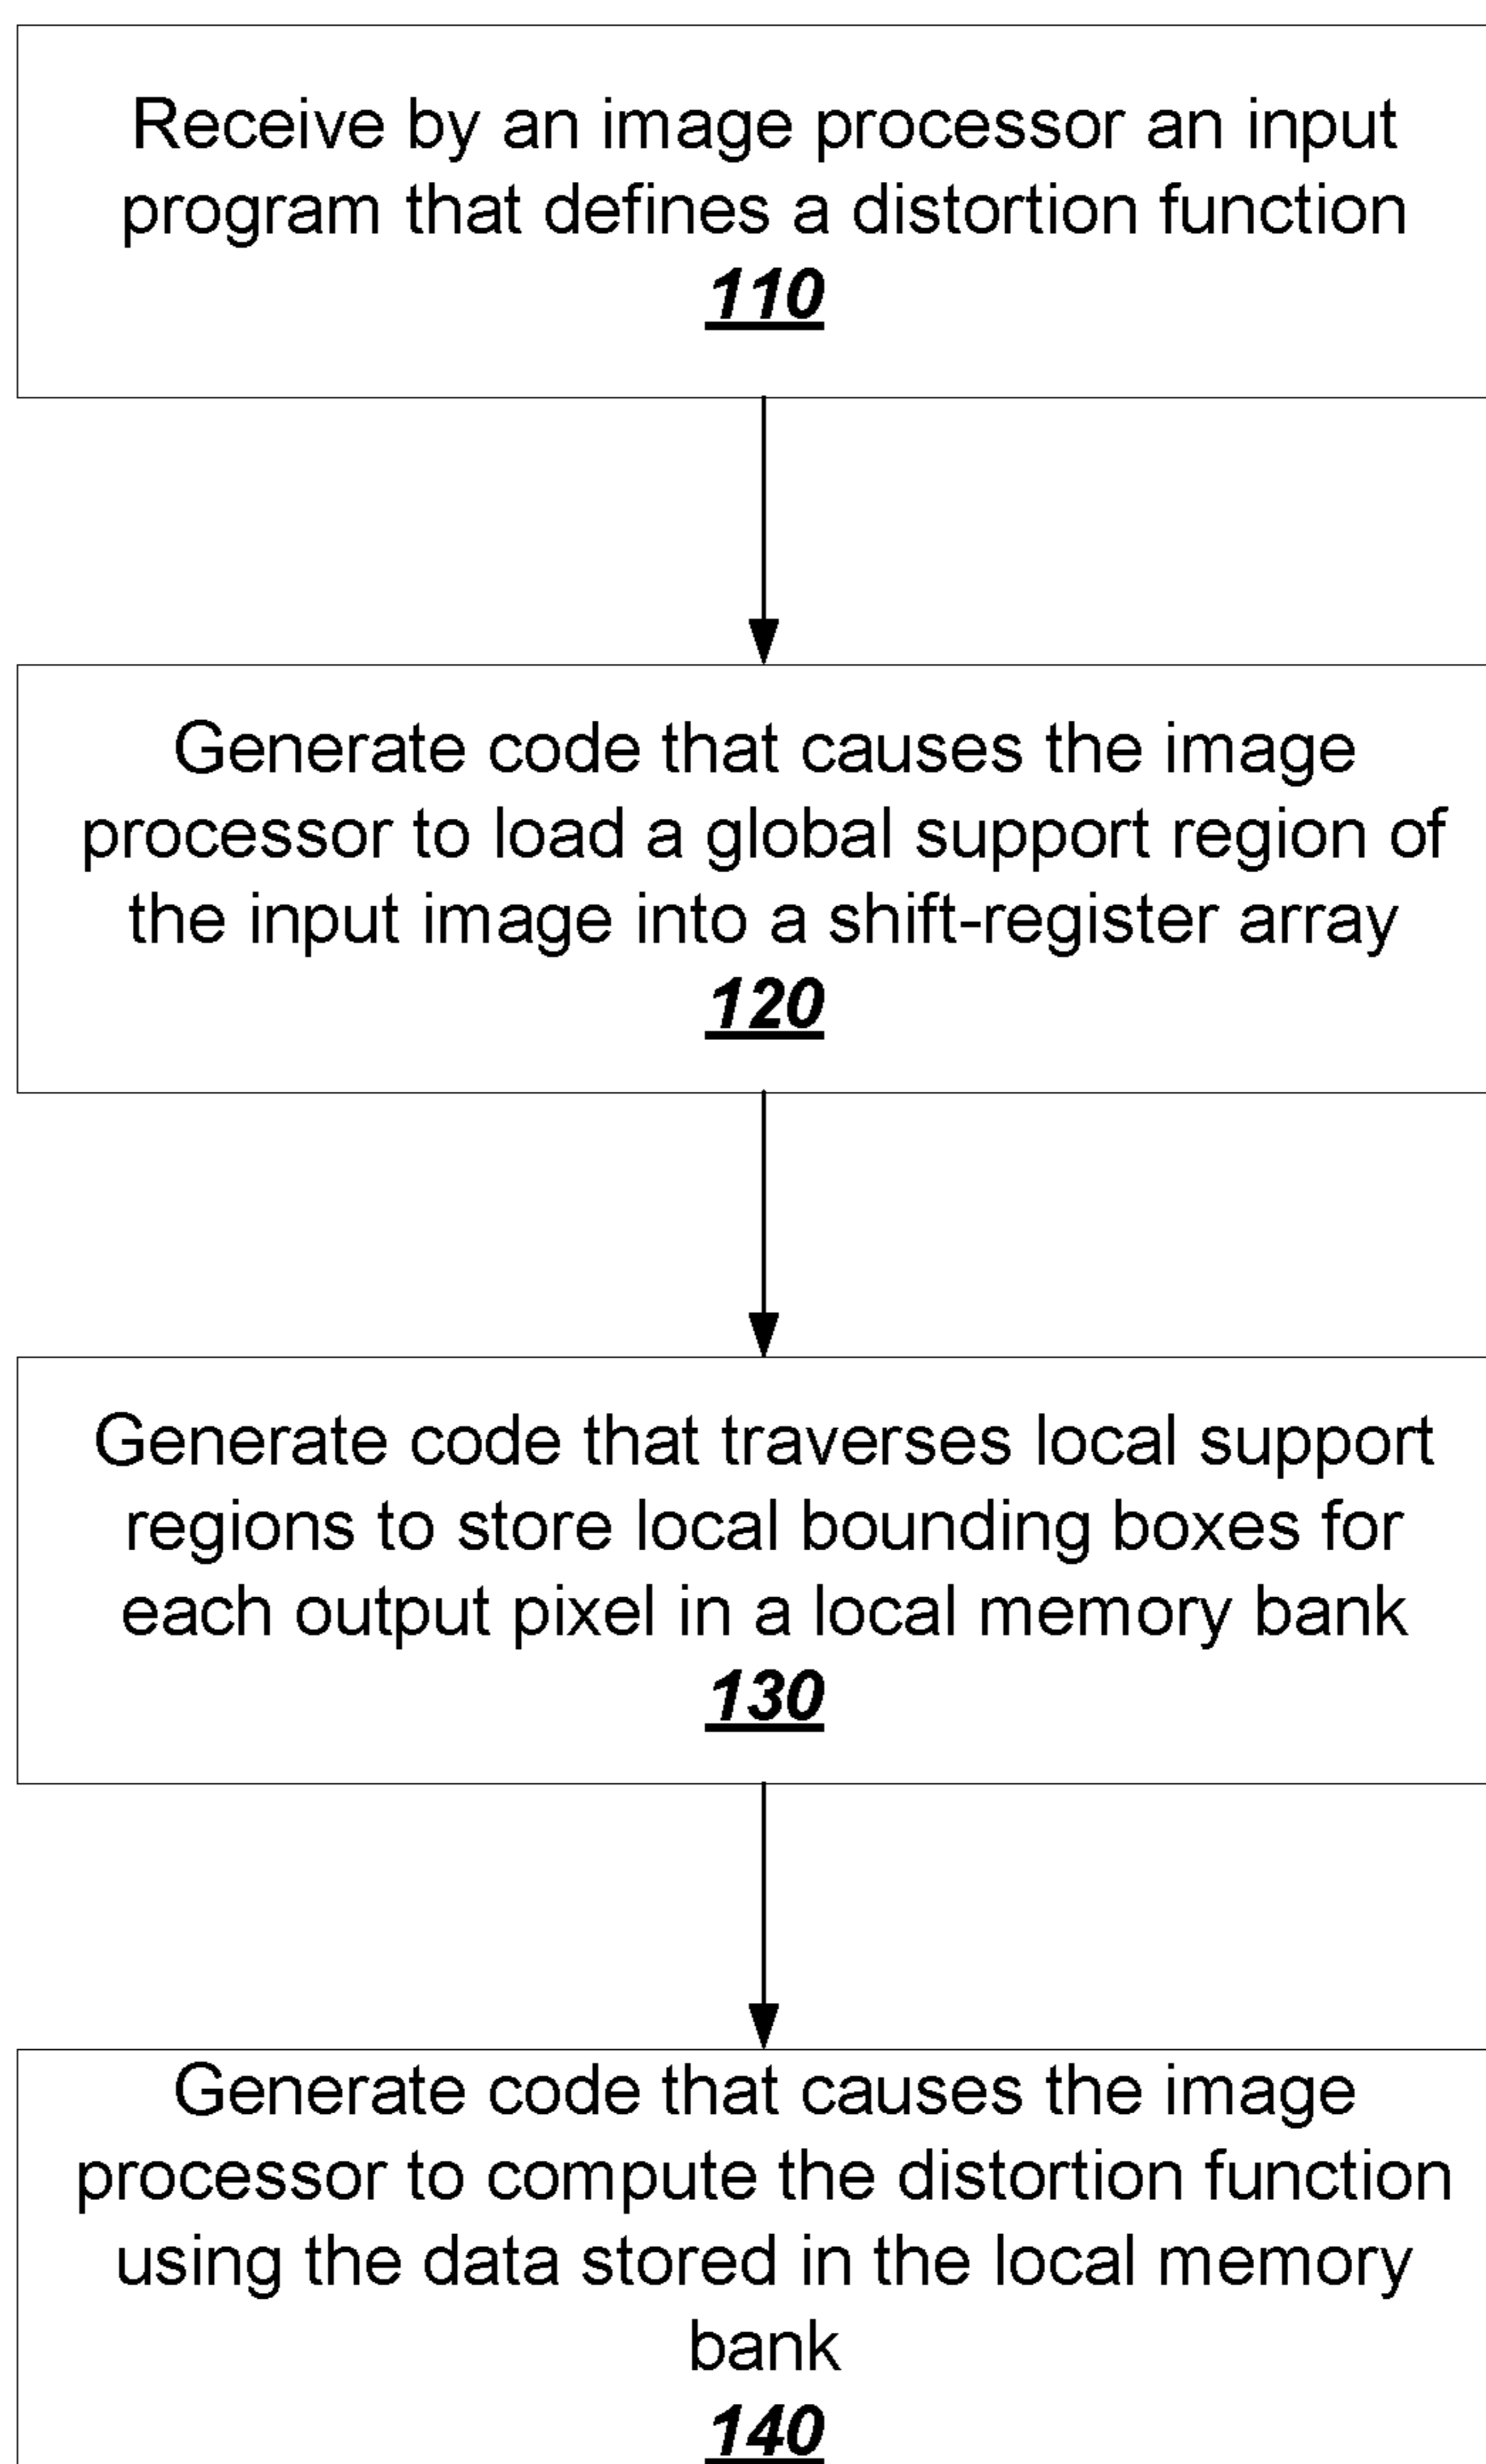 Receive by an image processor an input
program that defines a distortion function
110
Generate code that causes the image
processor to load a global support region of
the input image into a shift-register array
120
Generate code that traverses local support
regions to store local bounding boxes for
each output pixel in a local memory bank
130
Generate code that causes the image
processor to compute the distortion function
using the data stored in the local memory
bank
140